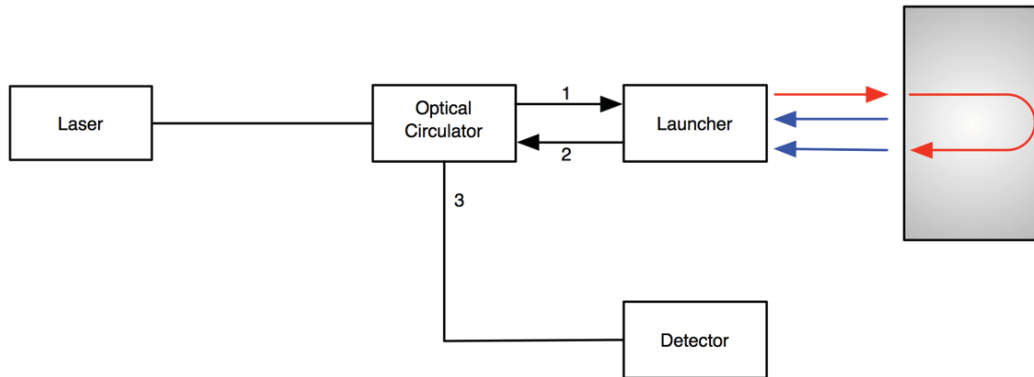 Laser
Optical
Circulator
1
2
3
Launcher
Detector